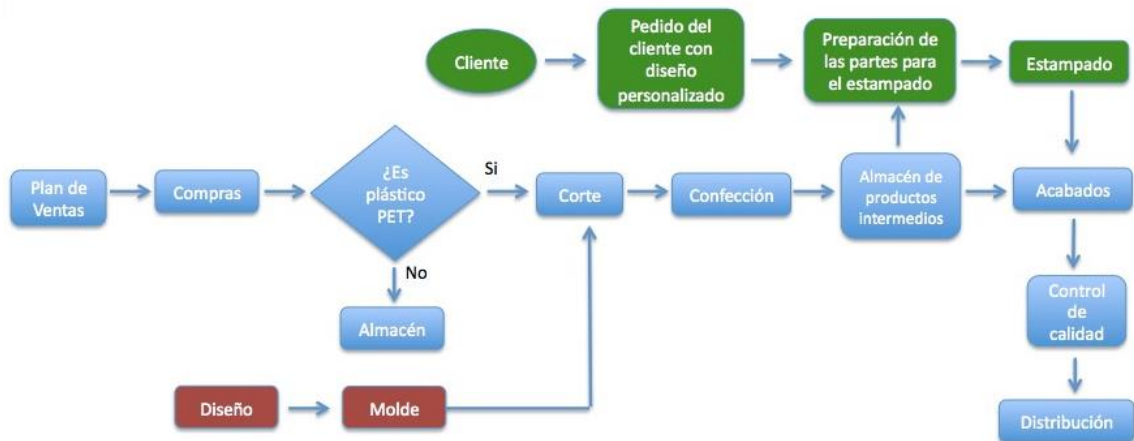 Cliente
Pedido del
cliente con
diseño
personalizado
Preparación de
las partes para
el estampado
Estampado
Plan de
Ventas
Compras
¿Es
plástico
PET?
Si
No
Almacén
Corte
Confección
Almacén de
productos
intermedios
Acabados
Control
de
calidad
Distribución
Diseño
Molde